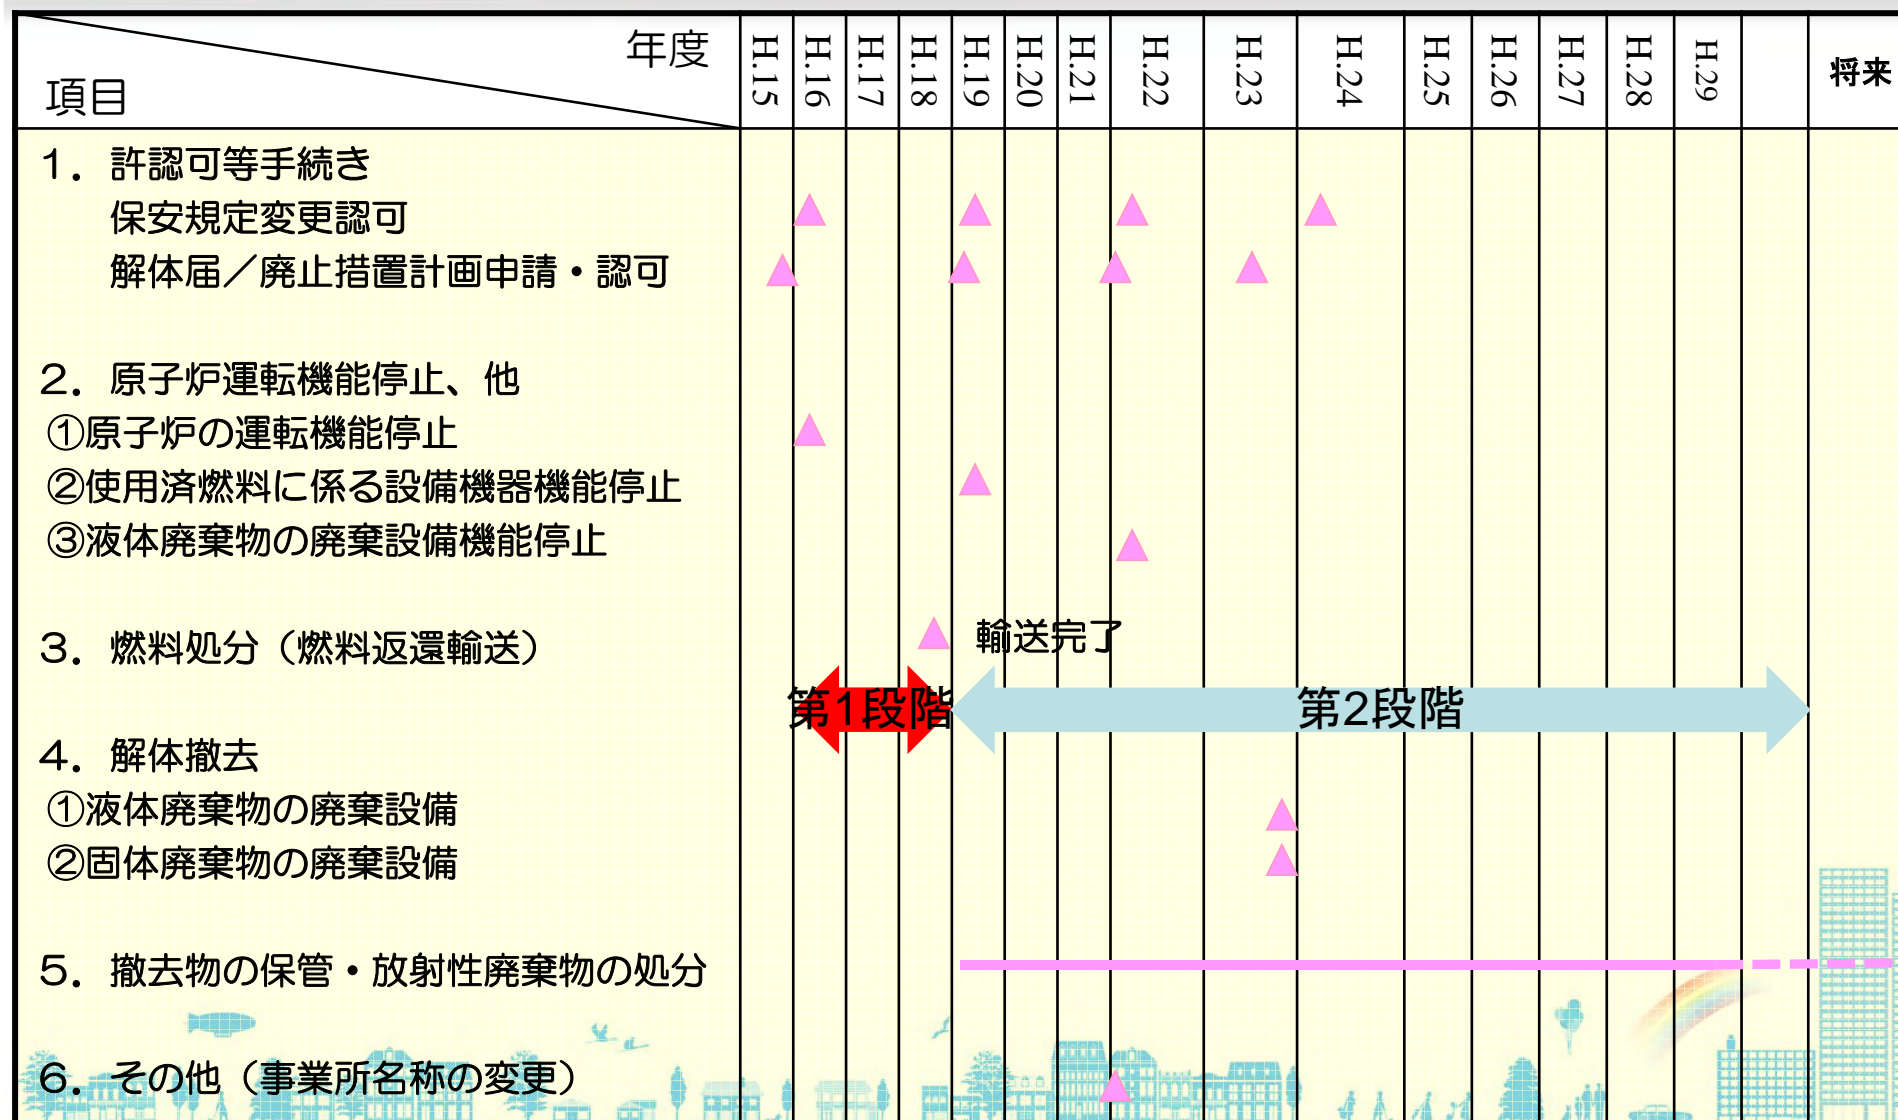 年度
項目
H.15 H.16 H.17 H.18 H.19 H.20 H.21 H.22 H.23 H.24 H.25 H.26 H.27 H.28 H.29 将来
1．許認可等手続き
保安規定変更認可
解体届／廃止措置計画申請・認可
2．原子炉運転機能停止、他
①原子炉の運転機能停止
②使用済燃料に係る設備機器機能停止
③液体廃棄物の廃棄設備機能停止
3．燃料処分（燃料返還輸送）
輸送完了
第1段階 第2段階
4．解体撤去
①液体廃棄物の廃棄設備
②固体廃棄物の廃棄設備
5．撤去物の保管・放射性廃棄物の処分
6．その他（事業所名称の変更）